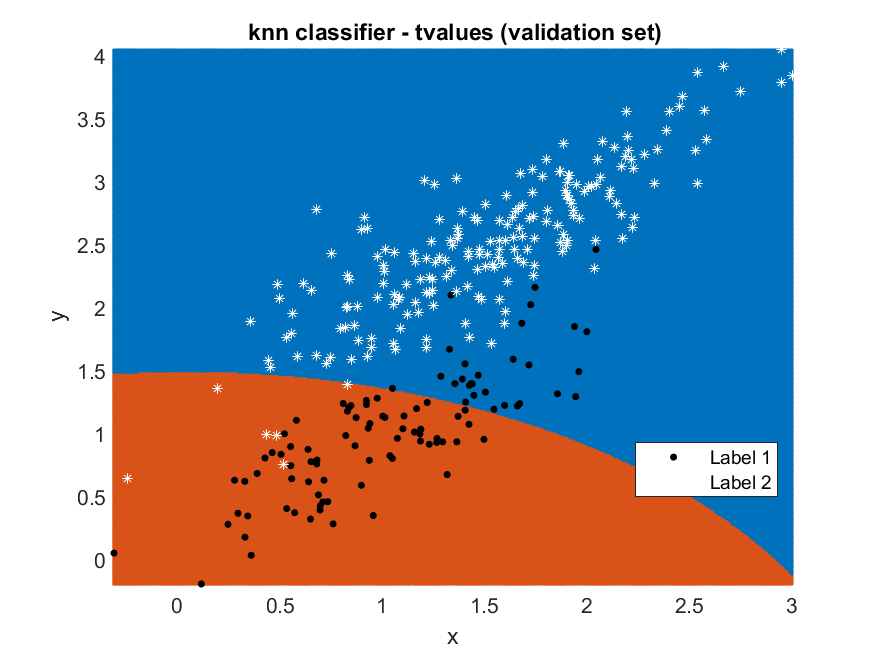 knn classifier - tvalues (validation set)
4
3.5
3
2.5
2
1.5
1
0.5
0
y
Label 1
Label 2
0 0.5 1 1.5 2 2.5 3
x